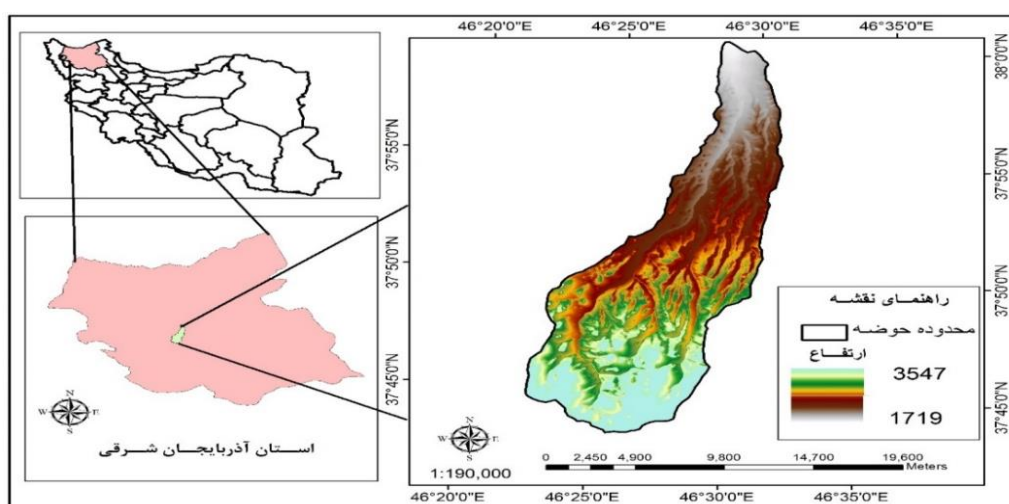 46°20'0"E 46°25'0"E 46°30'0"E 46°35'0"E
38°0'0"N
37°55'0"N
37°50'0"N
37°45'0"N
37°55'0"N
37°50'0"N
37°45'0"N
N
W E
S
استان آذربایجان شرقی
راهنمای نقشه
محدوده حوضه
ارتفاع
3547
1719
N
W E
S
1:190,000
0 2,450 4,900 9,800 14,700 19,600
Meters
46°20'0"E 46°25'0"E 46°30'0"E 46°35'0"E